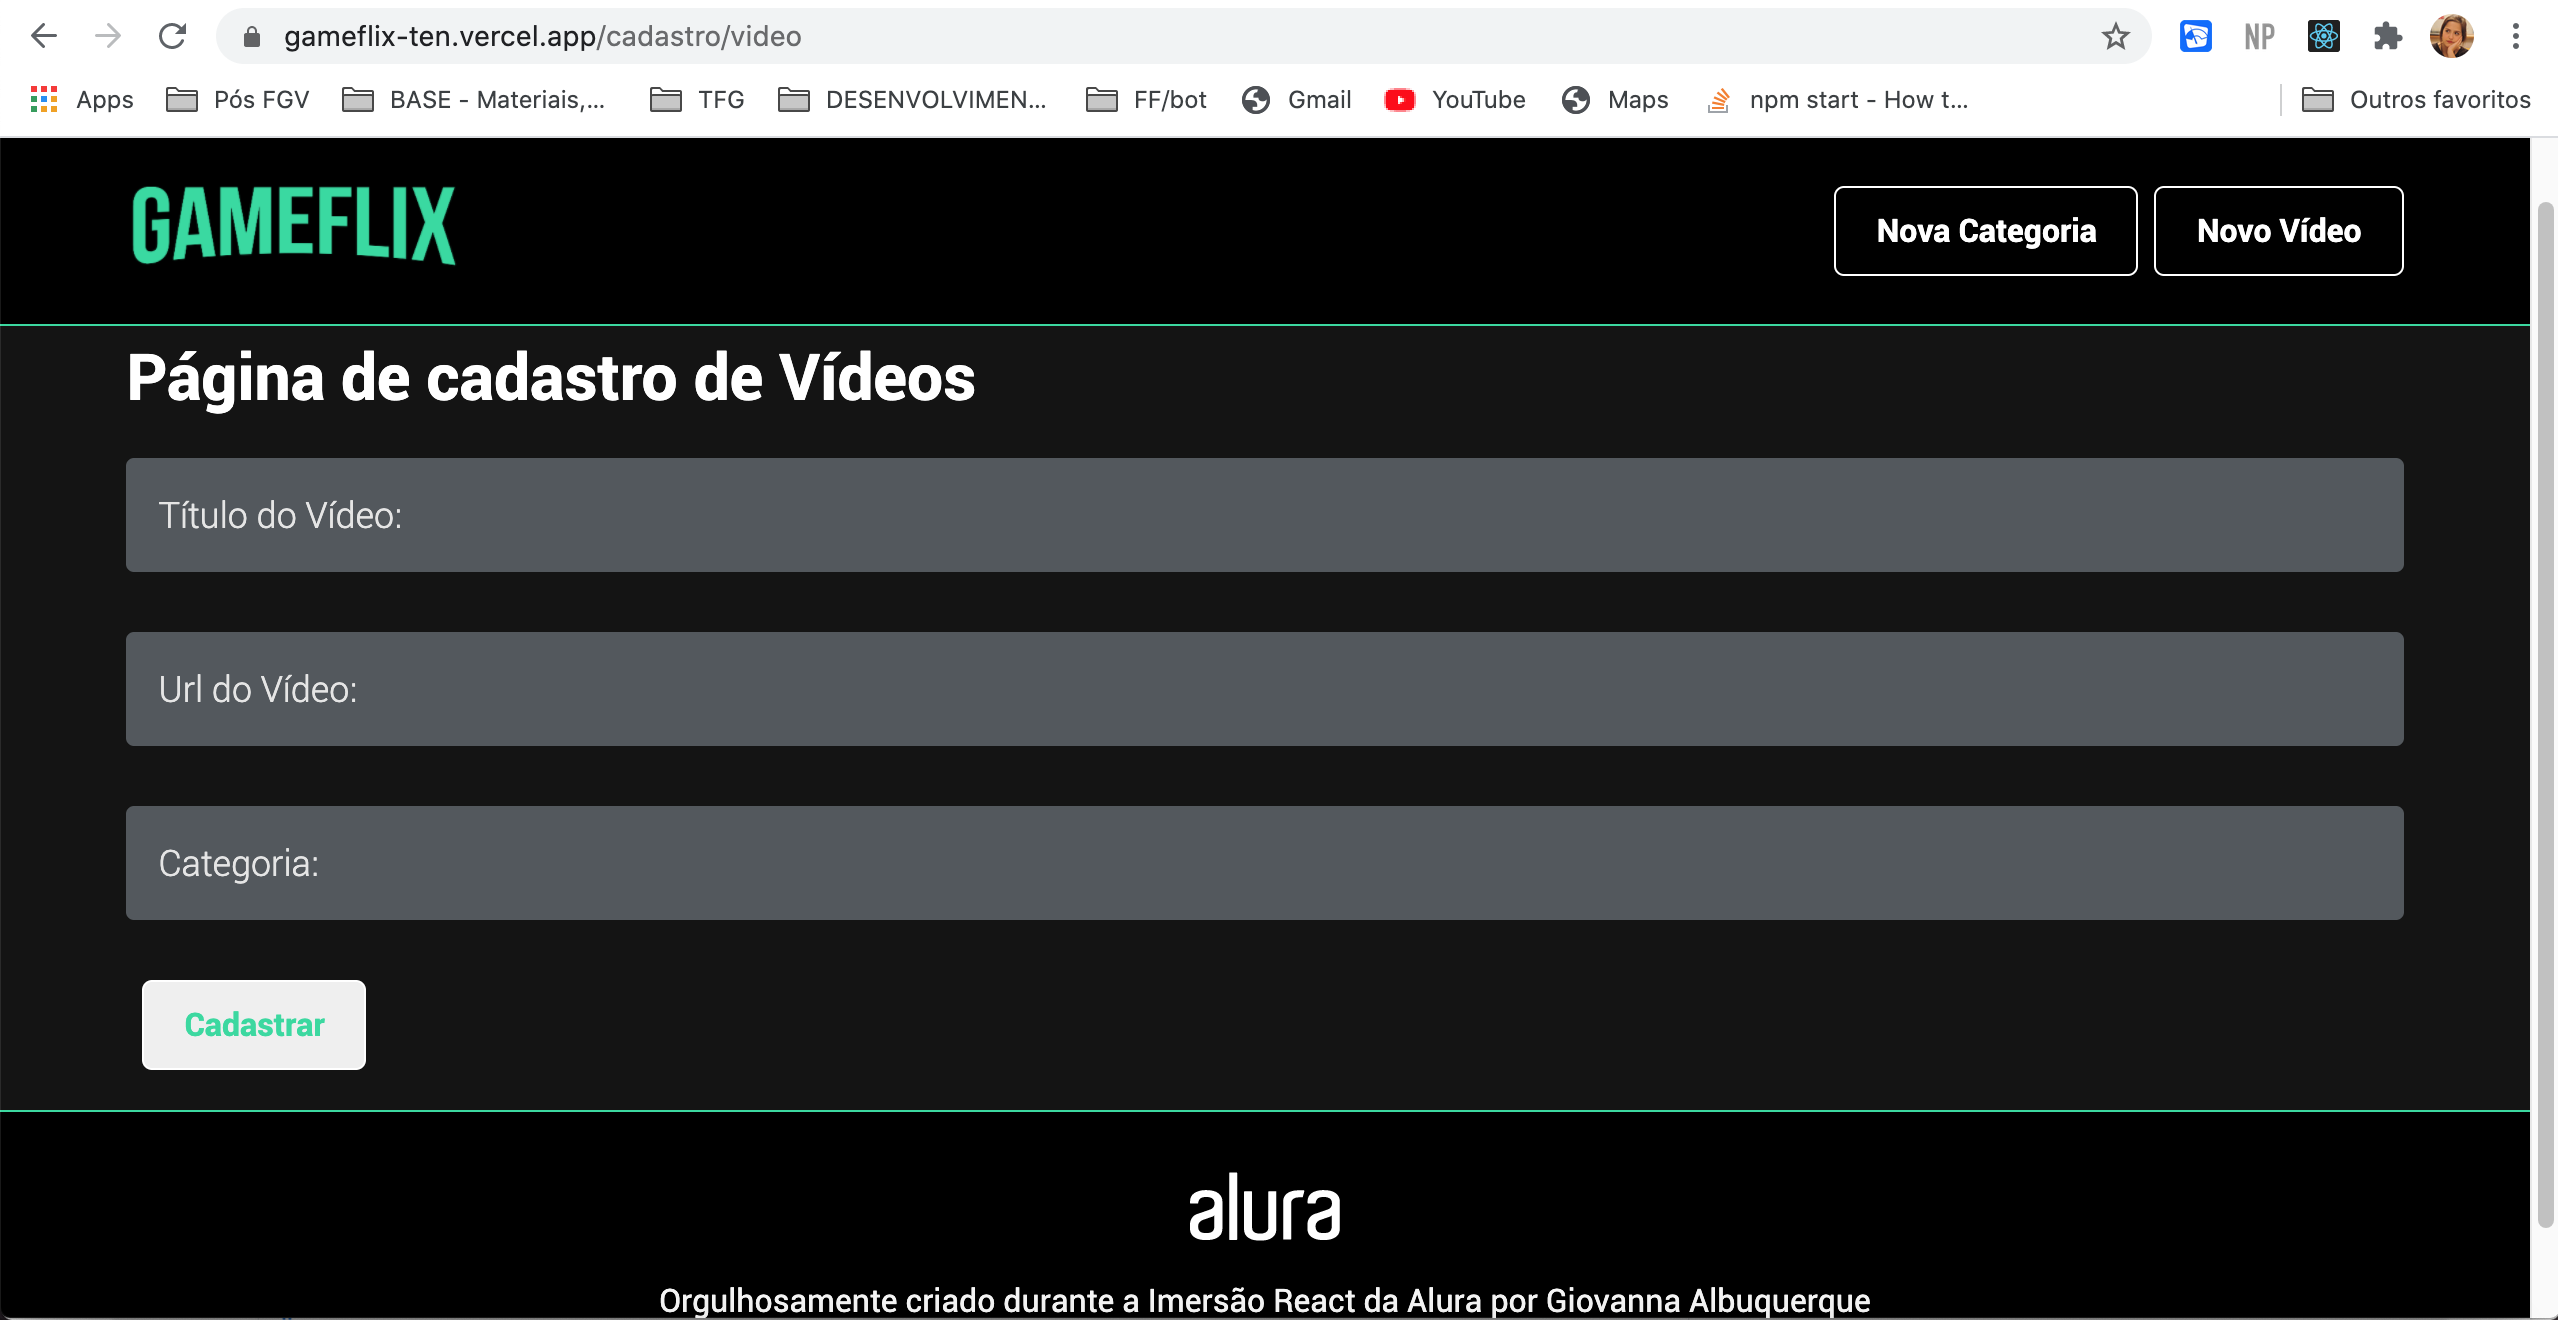 gameflix-ten.vercel.app/cadastro/video
NP
Apps Pós FGV BASE - Materiais,... TFG DESENVOLVIMEN... FF/bot Gmail YouTube Maps npm start - How t... Outros favoritos
GAMEFLIX
Nova Categoria Novo Vídeo
Página de cadastro de Vídeos
Título do Vídeo:
Url do Vídeo:
Categoria:
Cadastrar
alura
Orgulhosamente criado durante a Imersão React da Alura por Giovanna Albuquerque